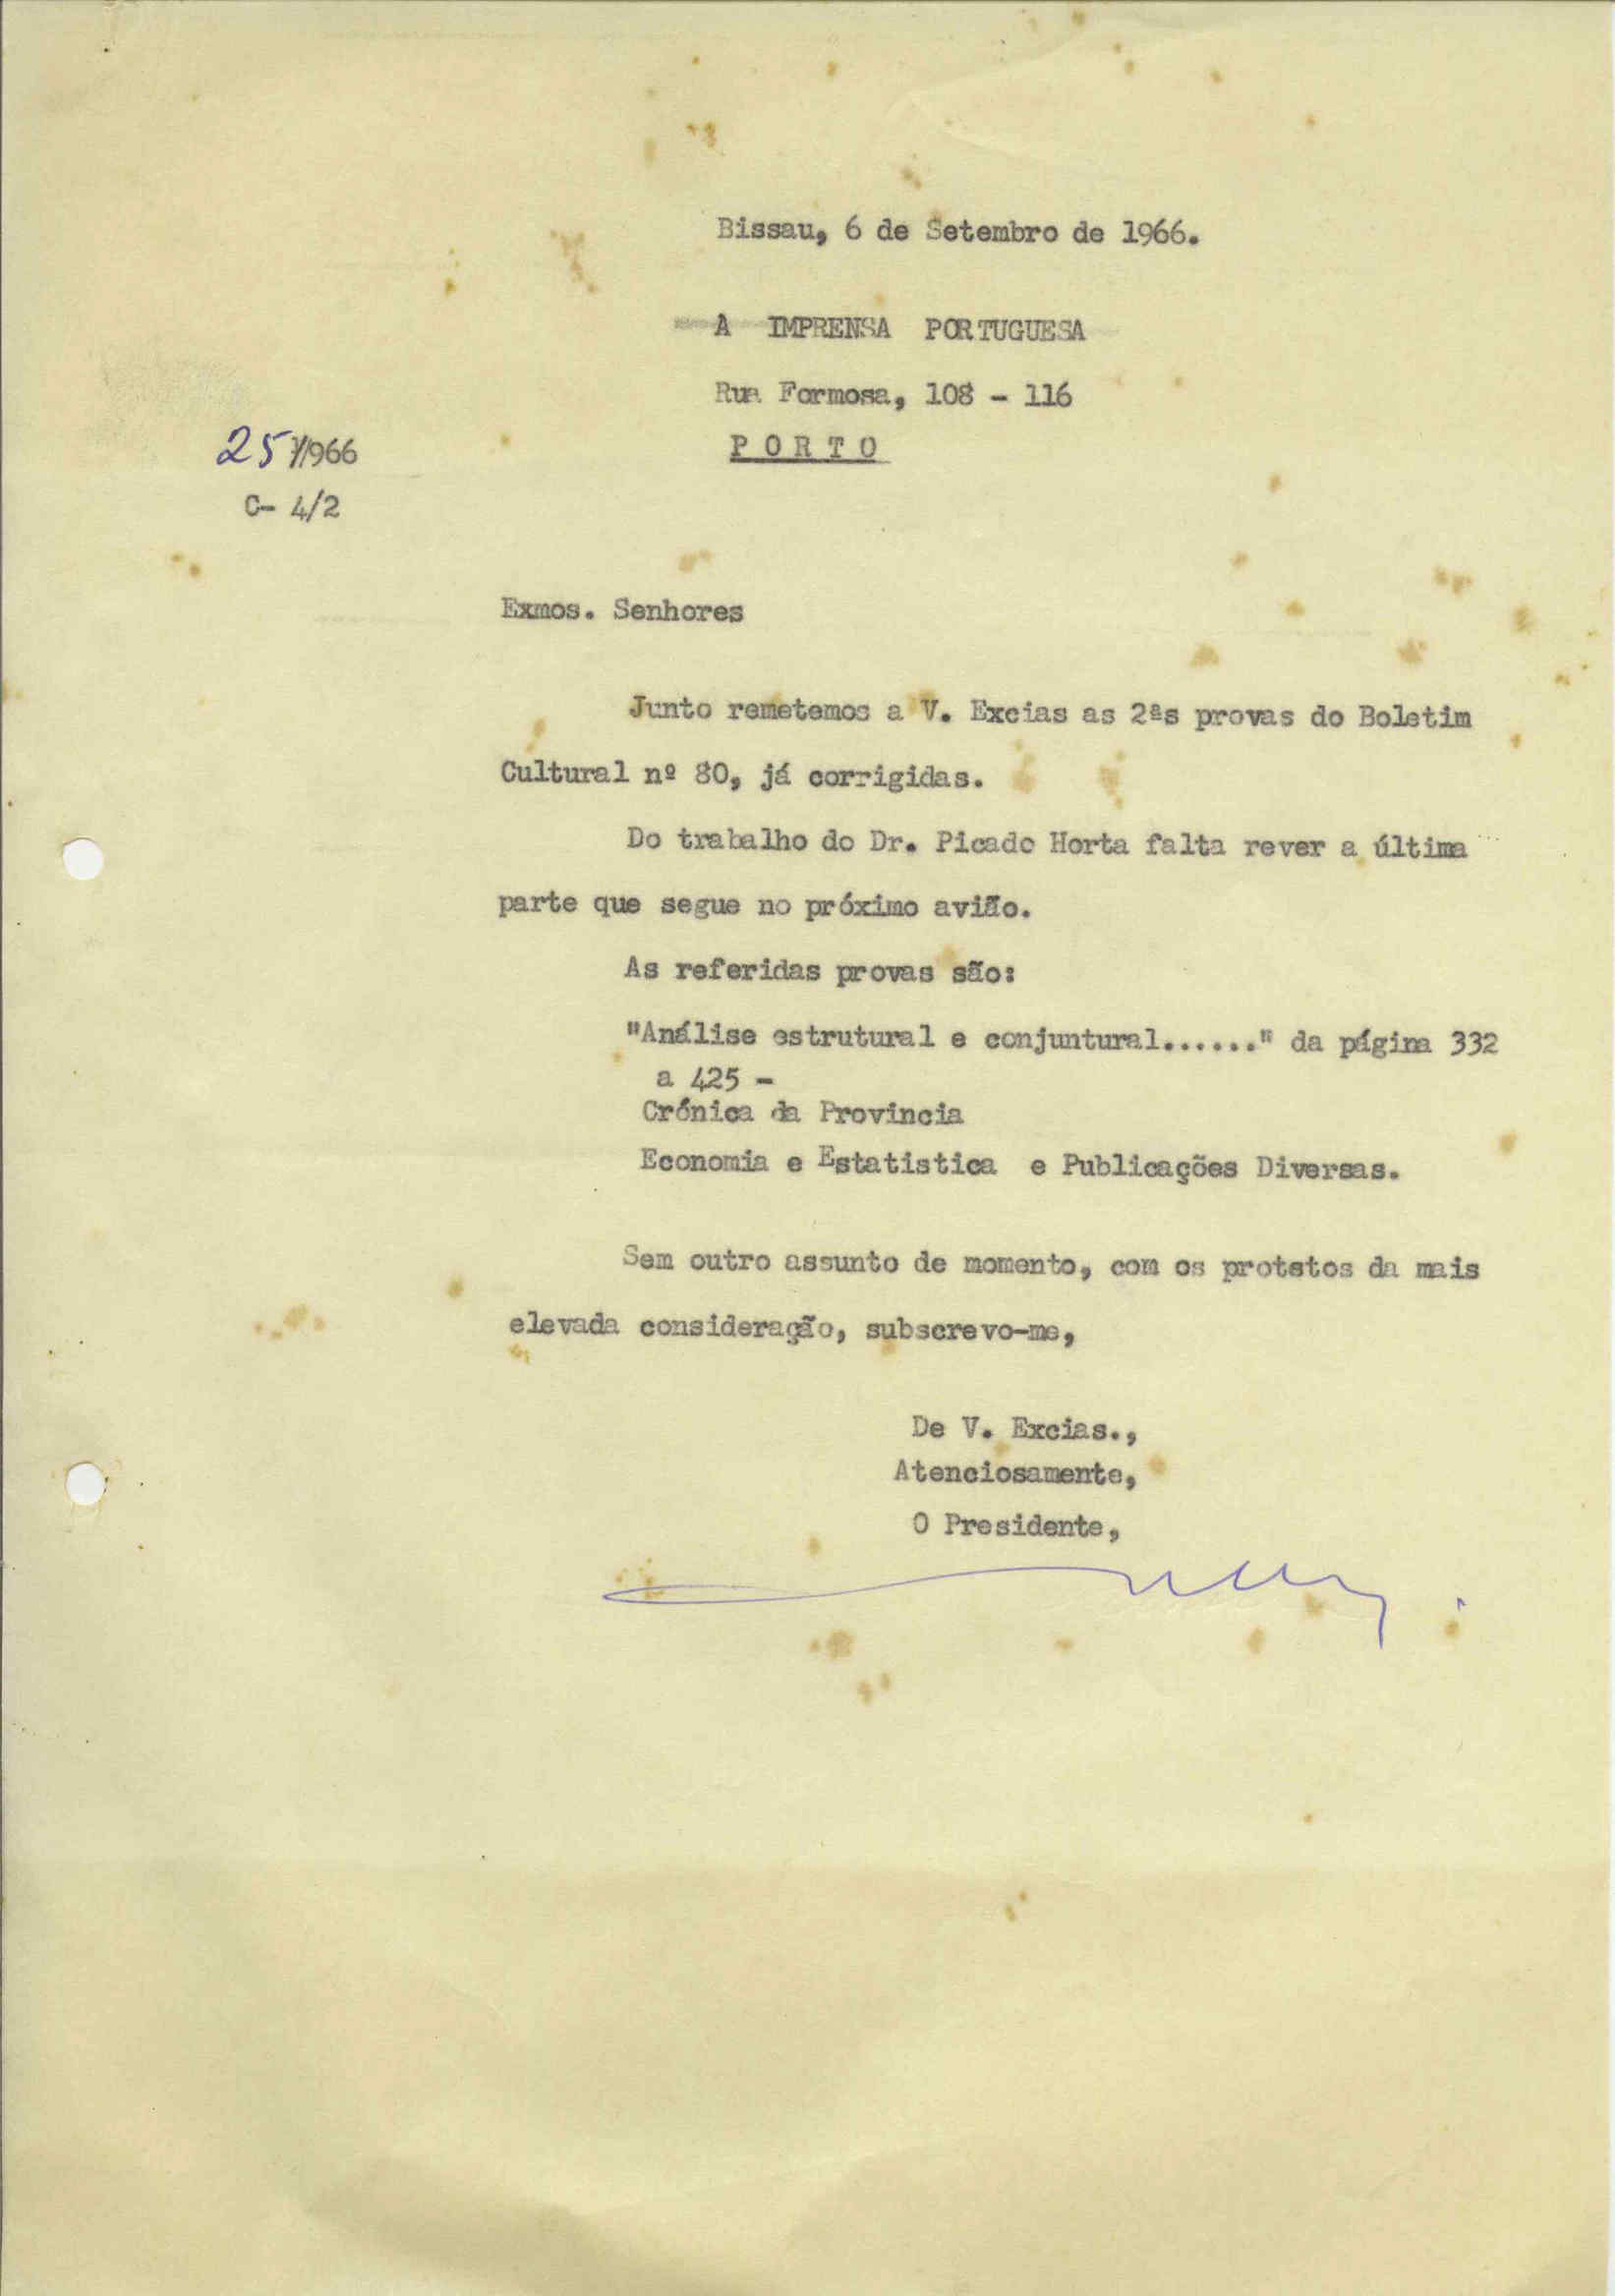 Bissau, 6 de Setembro de 1966.
A IMPRENSA PORTUGUESA
Rua Formosa, 108 - 116
PORTO
257/966
C- 4/2
Exmos. Senhores
Junto remetemos a V. Excias as 2ªs provas do Boletim
Cultural nº 80, já corrigidas.
Do trabalho do Dr. Picado Horta falta rever a última
parte que segue no próximo avião.
As referidas provas são:
"Análise estrutural e conjuntural......" da página 332
a 425 -
Crónica da Provincia
Economia e Estatistica e Publicações Diversas.
Sem outro assunto de momento, com os protstos da mais
elevada consideração, subscrevo-me,
De V. Excias.,
Atenciosamente,
O Presidente,